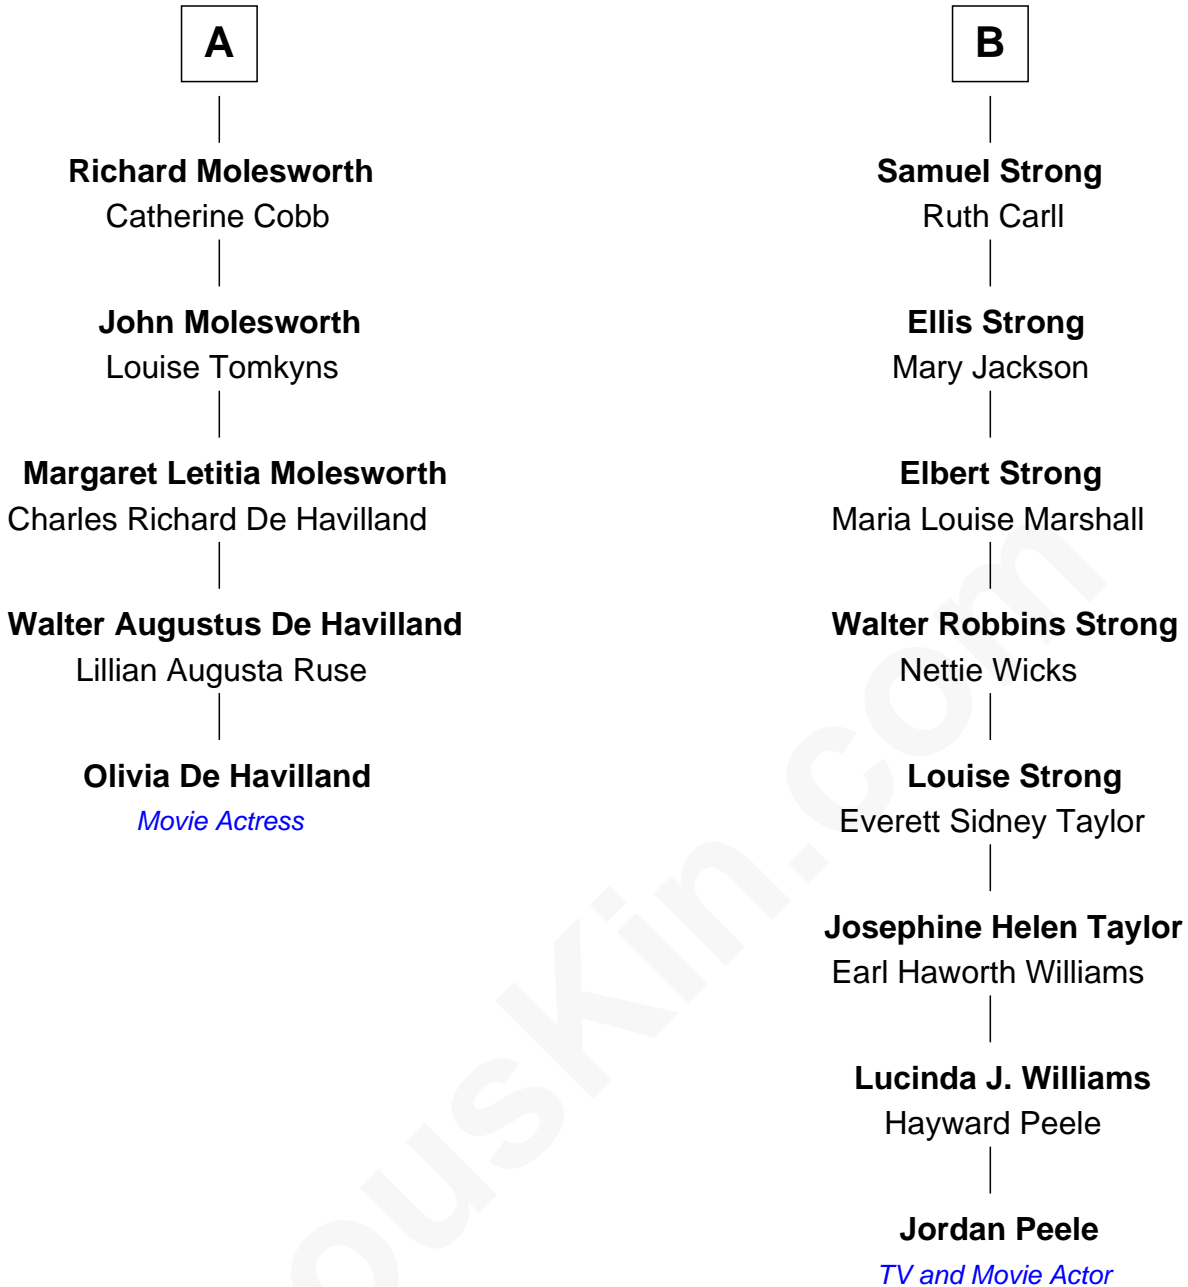 A
Richard Molesworth
Catherine Cobb
John Molesworth
Louise Tomkyns
Margaret Letitia Molesworth
Charles Richard De Havilland
Walter Augustus De Havilland
Lillian Augusta Ruse
Olivia De Havilland
Movie Actress
B
Samuel Strong
Ruth Carll
Ellis Strong
Mary Jackson
Elbert Strong
Maria Louise Marshall
Walter Robbins Strong
Nettie Wicks
Louise Strong
Everett Sidney Taylor
Josephine Helen Taylor
Earl Haworth Williams
Lucinda J. Williams
Hayward Peele
Jordan Peele
TV and Movie Actor
ousKin.com